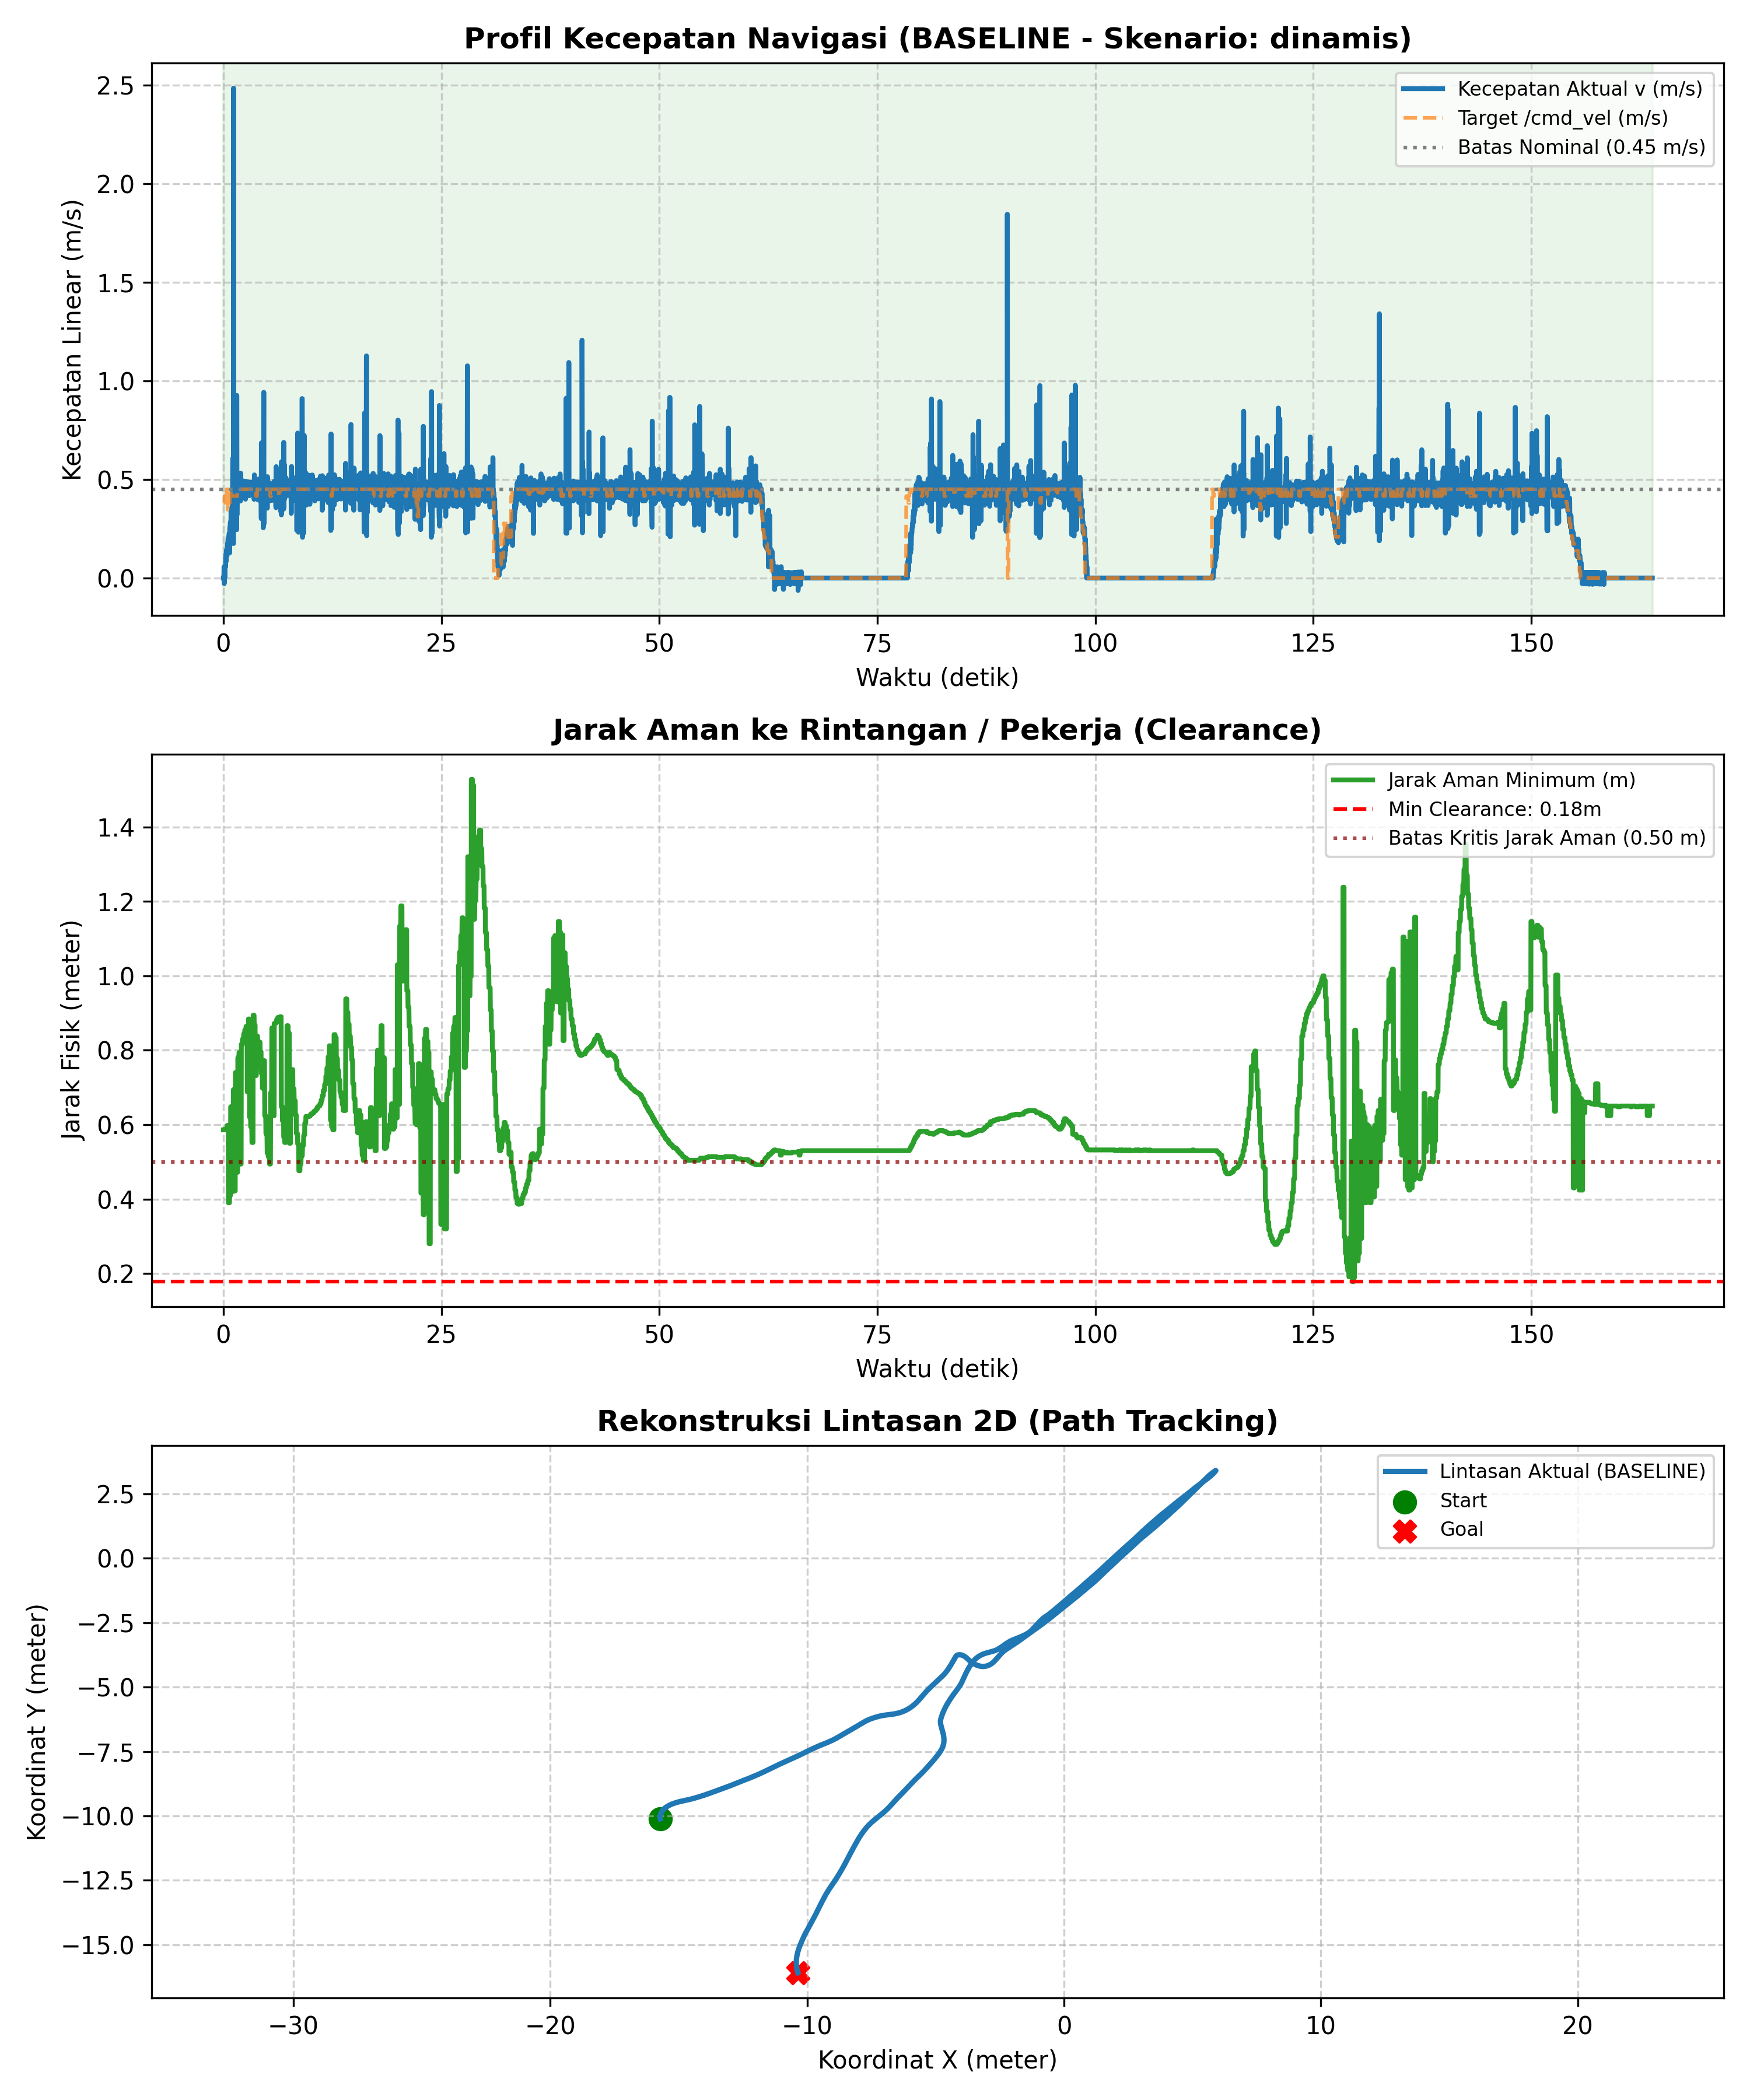 Profil Kecepatan Navigasi (BASELINE - Skenario: dinamis)
Kecepatan Linear (m/s)
2.5
2.0
1.5
1.0
0.5
0.0
Kecepatan Aktual v (m/s)
Target /cmd_vel (m/s)
Batas Nominal (0.45 m/s)
0 25 50 75 100 125 150
Waktu (detik)
Jarak Aman ke Rintangan / Pekerja (Clearance)
Jarak Fisik (meter)
1.4
1.2
1.0
0.8
0.6
0.4
0.2
Jarak Aman Minimum (m)
Min Clearance: 0.18m
Batas Kritis Jarak Aman (0.50 m)
0 25 50 75 100 125 150
Waktu (detik)
Rekonstruksi Lintasan 2D (Path Tracking)
Koordinat Y (meter)
2.5
0.0
−2.5
−5.0
−7.5
−10.0
−12.5
−15.0
Lintasan Aktual (BASELINE)
Start
Goal
−30 −20 −10 0 10 20
Koordinat X (meter)